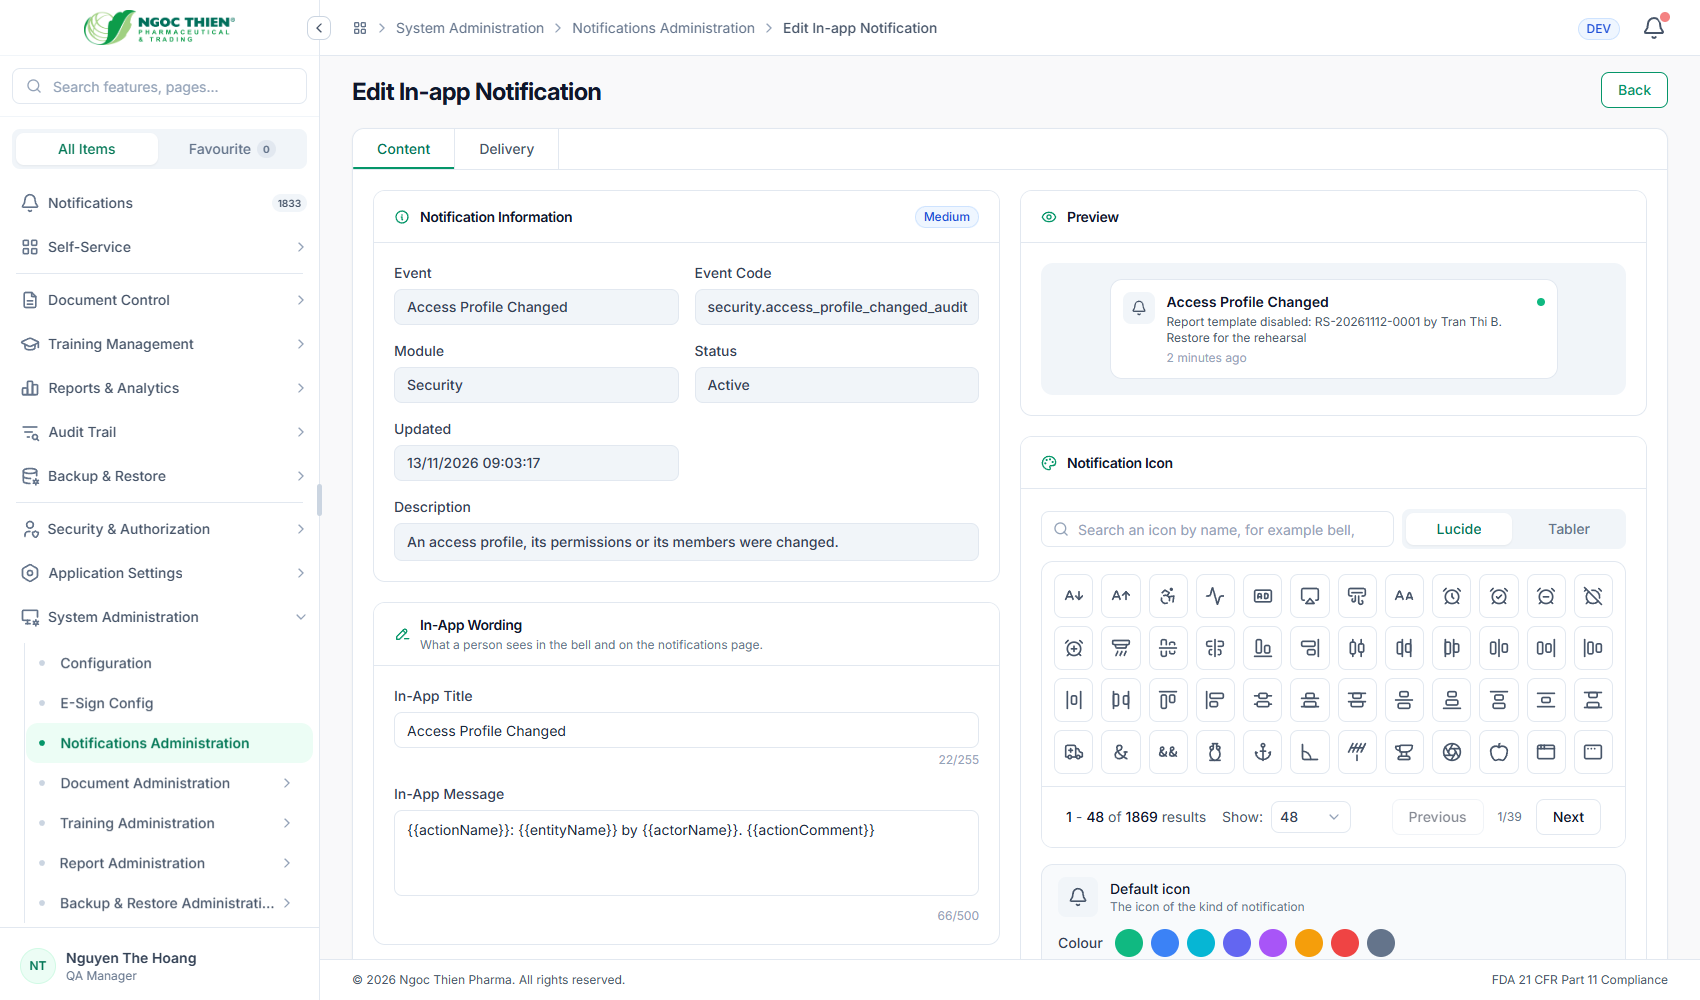 NGOC THIEN®
PHARMACEUTICAL
& TRADING
Search features, pages...
All Items
Favourite 0
Notifications 1833
Self-Service
Document Control
Training Management
Reports & Analytics
Audit Trail
Backup & Restore
Security & Authorization
Application Settings
System Administration
Configuration
E-Sign Config
Notifications Administration
Document Administration
Training Administration
Report Administration
Backup & Restore Administrati...
NT
Nguyen The Hoang
QA Manager
System Administration > Notifications Administration > Edit In-app Notification
DEV
Edit In-app Notification
Back
Content
Delivery
Notification Information
Medium
Event
Access Profile Changed
Event Code
security.access_profile_changed_audit
Module
Security
Status
Active
Updated
13/11/2026 09:03:17
Description
An access profile, its permissions or its members were changed.
In-App Wording
What a person sees in the bell and on the notifications page.
In-App Title
Access Profile Changed
22/255
In-App Message
{{actionName}}: {{entityName}} by {{actorName}}. {{actionComment}}
66/500
Preview
Access Profile Changed
Report template disabled: RS-20261112-0001 by Tran Thi B.
Restore for the rehearsal
2 minutes ago
Notification Icon
Search an icon by name, for example bell,
Lucide
Tabler
1 - 48 of 1869 results
Show: 48
Previous
1/39
Next
Default icon
The icon of the kind of notification
Colour
© 2026 Ngoc Thien Pharma. All rights reserved.
FDA 21 CFR Part 11 Compliance